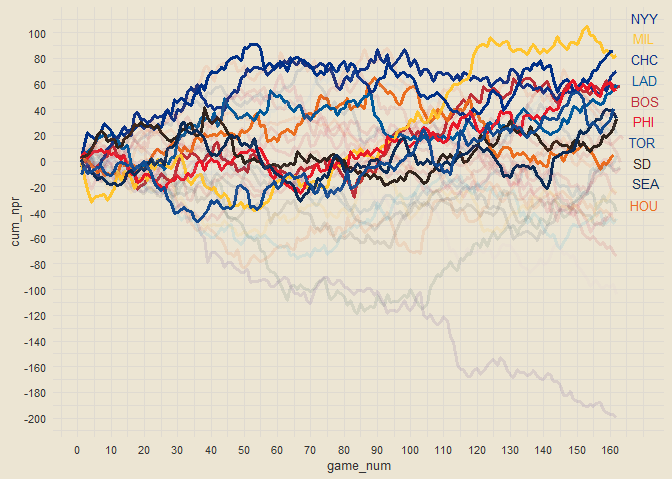 NYY
MIL
CHC
LAD
BOS
PHI
TOR
SD
SEA
HOU
100
80
60
40
20
0
-20
-40
-60
-80
-100
-120
-140
-160
-180
-200
cum_npr
0 10 20 30 40 50 60 70 80 90 100 110 120 130 140 150 160
game_num